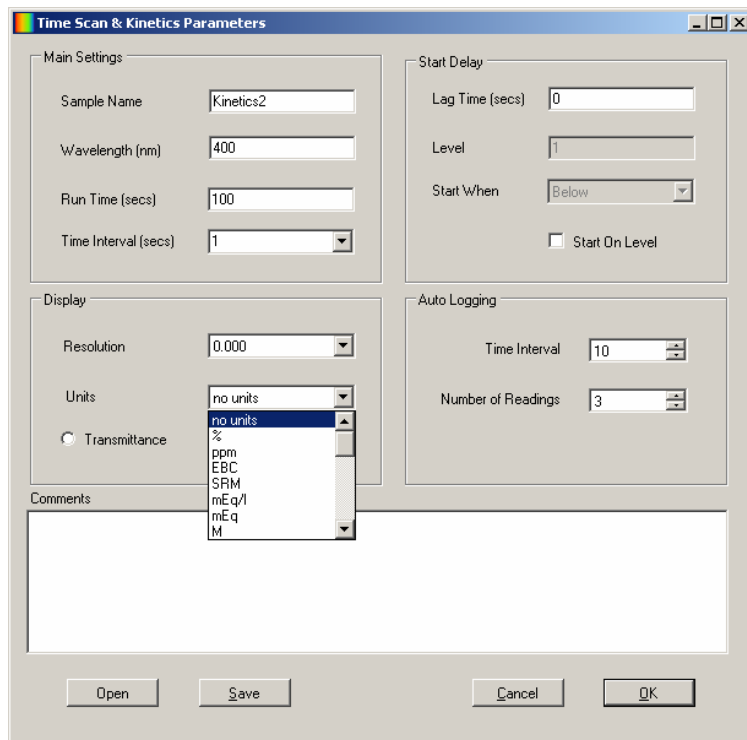 Time Scan & Kinetics Parameters
Main Settings
Sample Name Kinetics2
Wavelength (nm) 400
Run Time (secs) 100
Time Interval (secs) 1
Start Delay
Lag Time (secs) 0
Level 1
Start When Below
Start On Level
Display
Resolution 0.000
Units no units
no units
%
ppm
EBC
SRM
mEq/l
mEq
M
Transmittance
Auto Logging
Time Interval 10
Number of Readings 3
Comments
Open Save Cancel OK